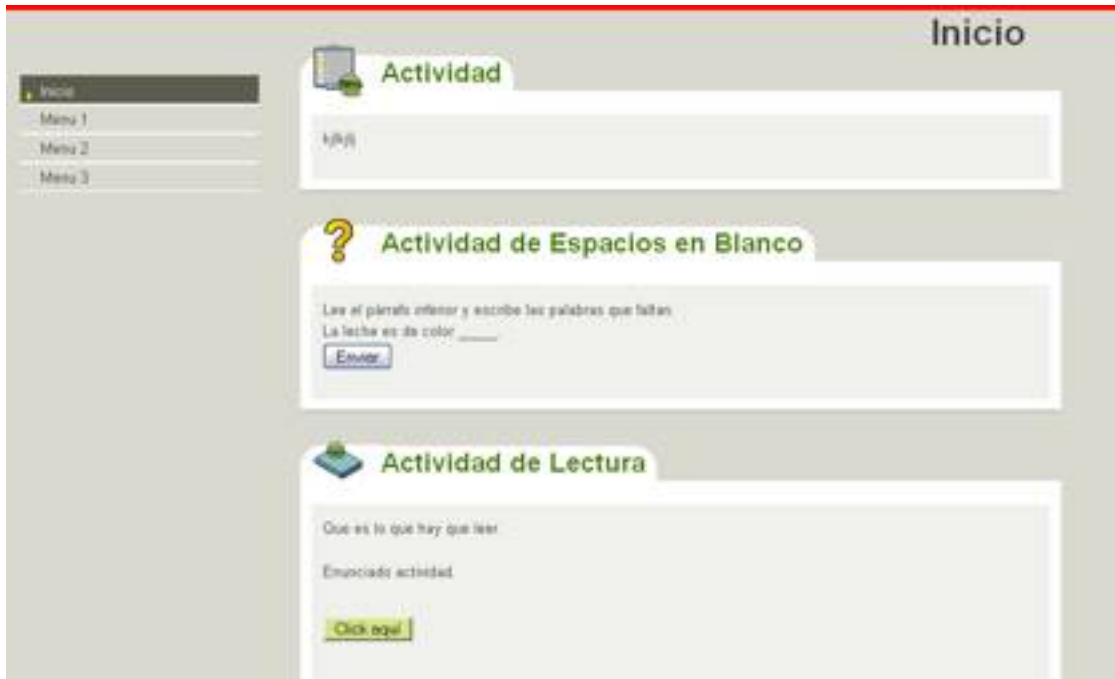 Inicio
Inicio
Menu 1
Menu 2
Menu 3
Actividad
Actividad de Espacios en Blanco
Lee el párrafo inferior y escribe las palabras que faltan.
La leche es de color _____
Enviar
Actividad de Lectura
Que es lo que hay que leer
Enunciado actividad.
Click aquí